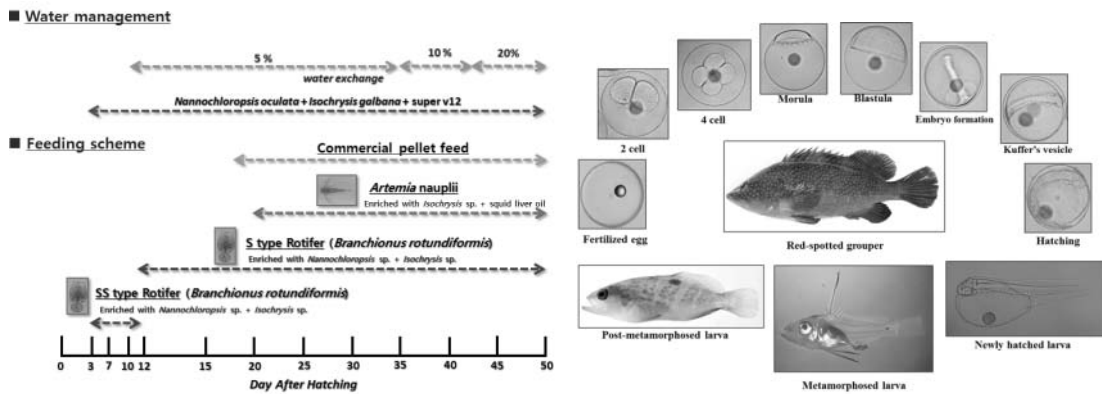 ■ Water management
5 %
10 %
20%
water exchange
Nannochloropsis oculata + Isochrysis galbana + super v12
■ Feeding scheme
Commercial pellet feed
Artemia nauplii
Enriched with Isochrysis sp. + squid liver oil
S type Rotifer (Branchionus rotundiformis)
Enriched with Nannochloropsis sp. + Isochrysis sp.
SS type Rotifer (Branchionus rotundiformis)
Enriched with Nannochloropsis sp. + Isochrysis sp.
0 3 7 10 12 15 20 25 30 35 40 45 50
Day After Hatching
Fertilized egg
2 cell
4 cell
Morula
Blastula
Embryo formation
Kuffer's vesicle
Hatching
Red-spotted grouper
Post-metamorphosed larva
Metamorphosed larva
Newly hatched larva